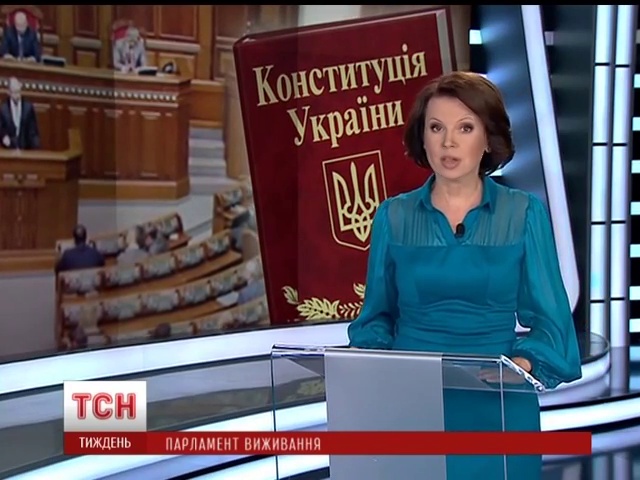 Конституція
України
ТСН
ТИЖДЕНЬ
ПАРЛАМЕНТ ВИЖИВАННЯ